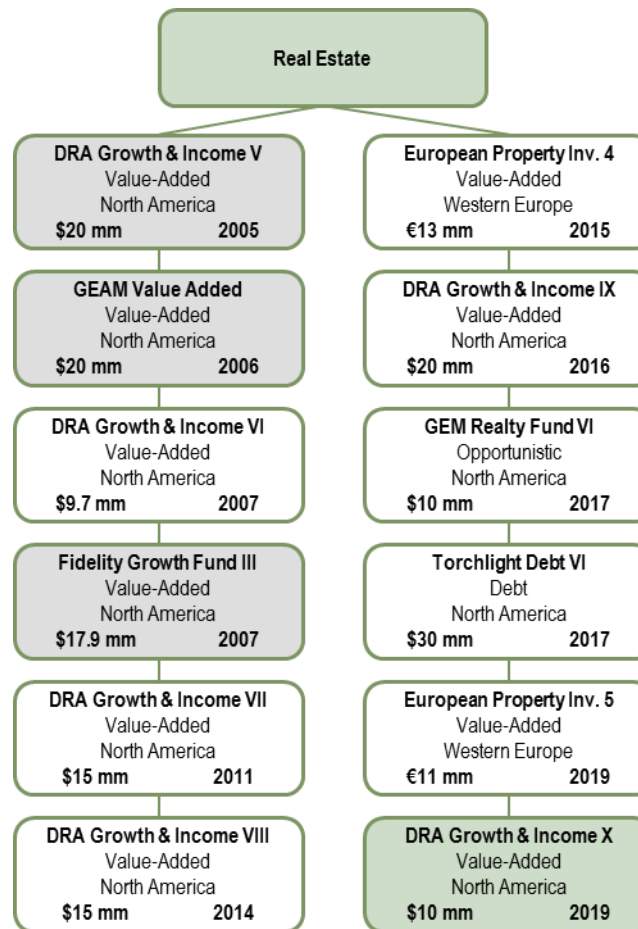 Real Estate
DRA Growth & Income V
Value-Added
North America
$20 mm 2005
GEAM Value Added
Value-Added
North America
$20 mm 2006
DRA Growth & Income VI
Value-Added
North America
$9.7 mm 2007
Fidelity Growth Fund III
Value-Added
North America
$17.9 mm 2007
DRA Growth & Income VII
Value-Added
North America
$15 mm 2011
DRA Growth & Income VIII
Value-Added
North America
$15 mm 2014
European Property Inv. 4
Value-Added
Western Europe
€13 mm 2015
DRA Growth & Income IX
Value-Added
North America
$20 mm 2016
GEM Realty Fund VI
Opportunistic
North America
$10 mm 2017
Torchlight Debt VI
Debt
North America
$30 mm 2017
European Property Inv. 5
Value-Added
Western Europe
€11 mm 2019
DRA Growth & Income X
Value-Added
North America
$10 mm 2019